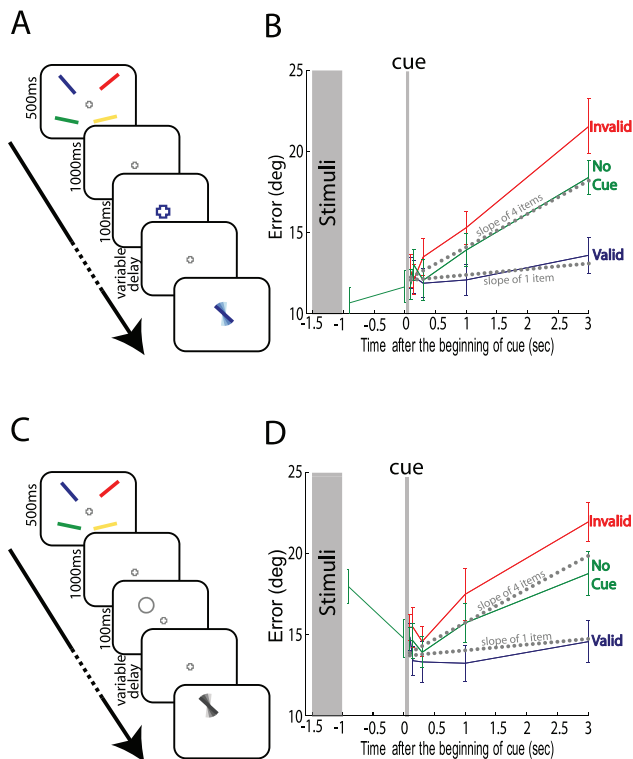 A
500ms
1000ms
100ms
variable
delay
B
cue
Stimuli
Error (deg)
25
20
15
10
-1.5
-1
-0.5
0
0.5
1
1.5
2
2.5
3
Time after the beginning of cue (sec)
Invalid
No
Cue
Valid
slope of 4 items
slope of 1 item
C
500ms
1000ms
100ms
variable
delay
D
cue
Stimuli
Error (deg)
25
20
15
10
-1.5
-1
-0.5
0
0.5
1
1.5
2
2.5
3
Time after the beginning of cue (sec)
Invalid
No
Cue
Valid
slope of 4 items
slope of 1 item